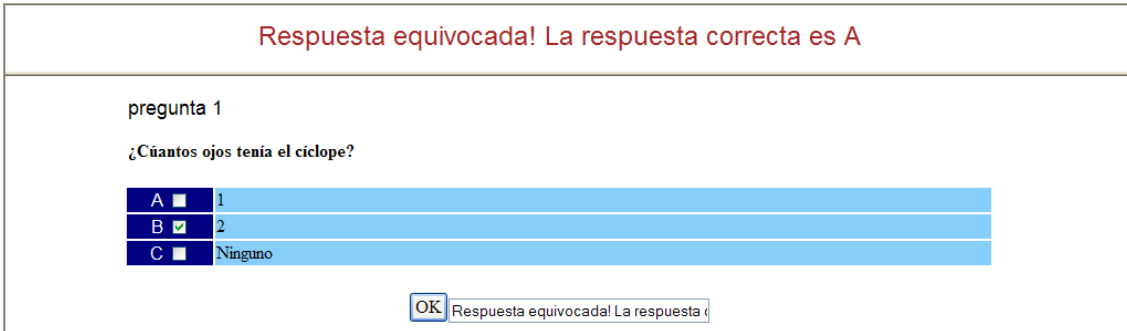 Respuesta equivocada! La respuesta correcta es A
pregunta 1
¿Cúantos ojos tenía el cíclope?
A 1
B 2
C Ninguno
OK Respuesta equivocada! La respuesta